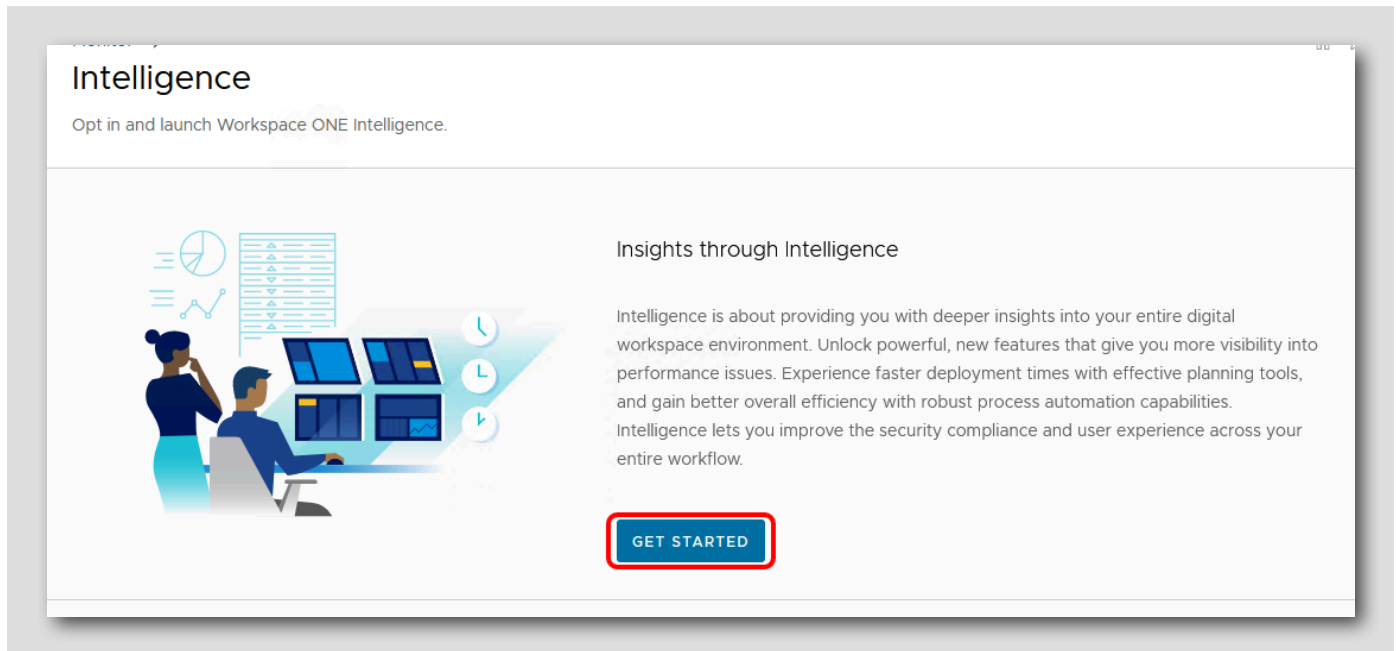 Intelligence
Opt in and launch Workspace ONE Intelligence.
Insights through Intelligence
Intelligence is about providing you with deeper insights into your entire digital
workspace environment. Unlock powerful, new features that give you more visibility into
performance issues. Experience faster deployment times with effective planning tools,
and gain better overall efficiency with robust process automation capabilities.
Intelligence lets you improve the security compliance and user experience across your
entire workflow.
GET STARTED